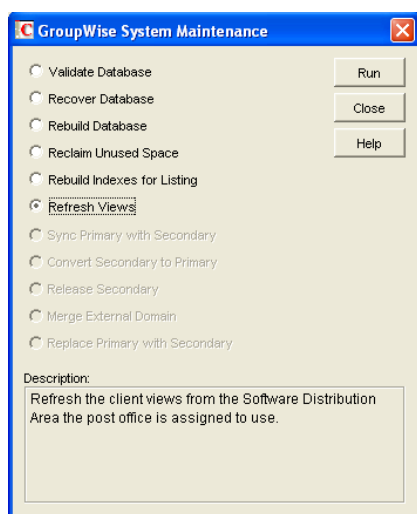 GroupWise System Maintenance
Validate Database
Run
Recover Database
Close
Rebuild Database
Help
Reclaim Unused Space
Rebuild Indexes for Listing
Refresh Views
Sync Primary with Secondary
Convert Secondary to Primary
Release Secondary
Merge External Domain
Replace Primary with Secondary
Description:
Refresh the client views from the Software Distribution
Area the post office is assigned to use.